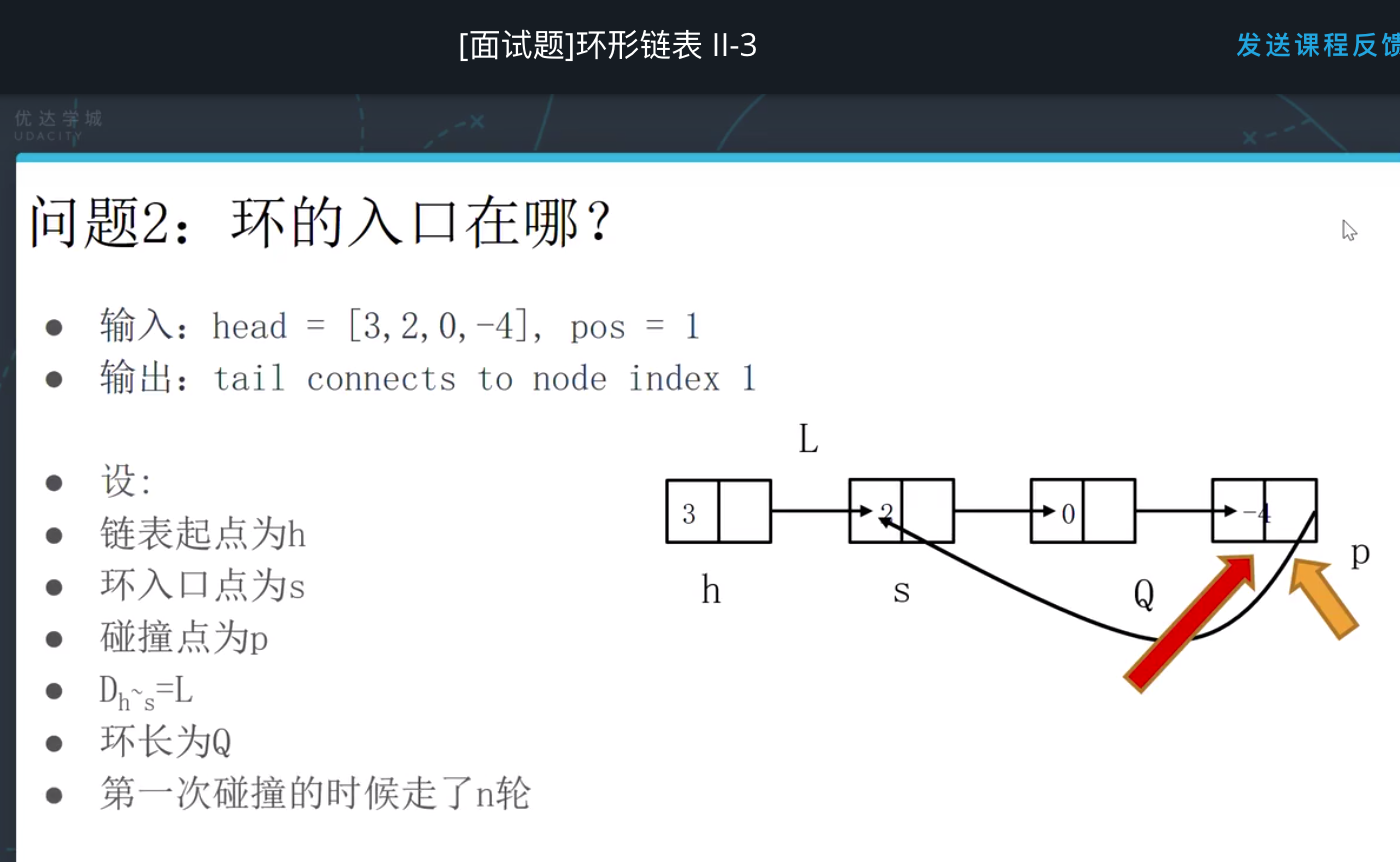 [面试题]环形链表 II-3
发送课程反馈
优达学城
UDACITY
问题2：环的入口在哪？
输入：head = [3,2,0,-4], pos = 1
输出：tail connects to node index 1
设：
链表起点为h
环入口点为s
碰撞点为p
Dh~s=L
环长为Q
第一次碰撞的时候走了n轮
L
3
2
0
-4
h
s
Q
p